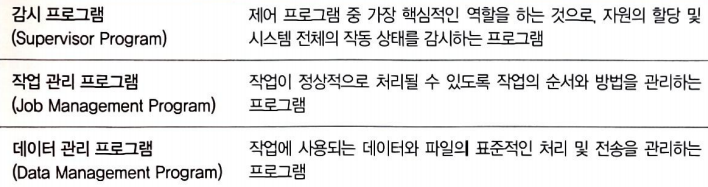 감시 프로그램
(Supervisor Program)
제어 프로그램 중 가장 핵심적인 역할을 하는 것으로, 자원의 할당 및
시스템 전체의 작동 상태를 감시하는 프로그램
작업 관리 프로그램
(Job Management Program)
작업이 정상적으로 처리될 수 있도록 작업의 순서와 방법을 관리하는
프로그램
데이터 관리 프로그램
(Data Management Program)
작업에 사용되는 데이터와 파일의 표준적인 처리 및 전송을 관리하는
프로그램